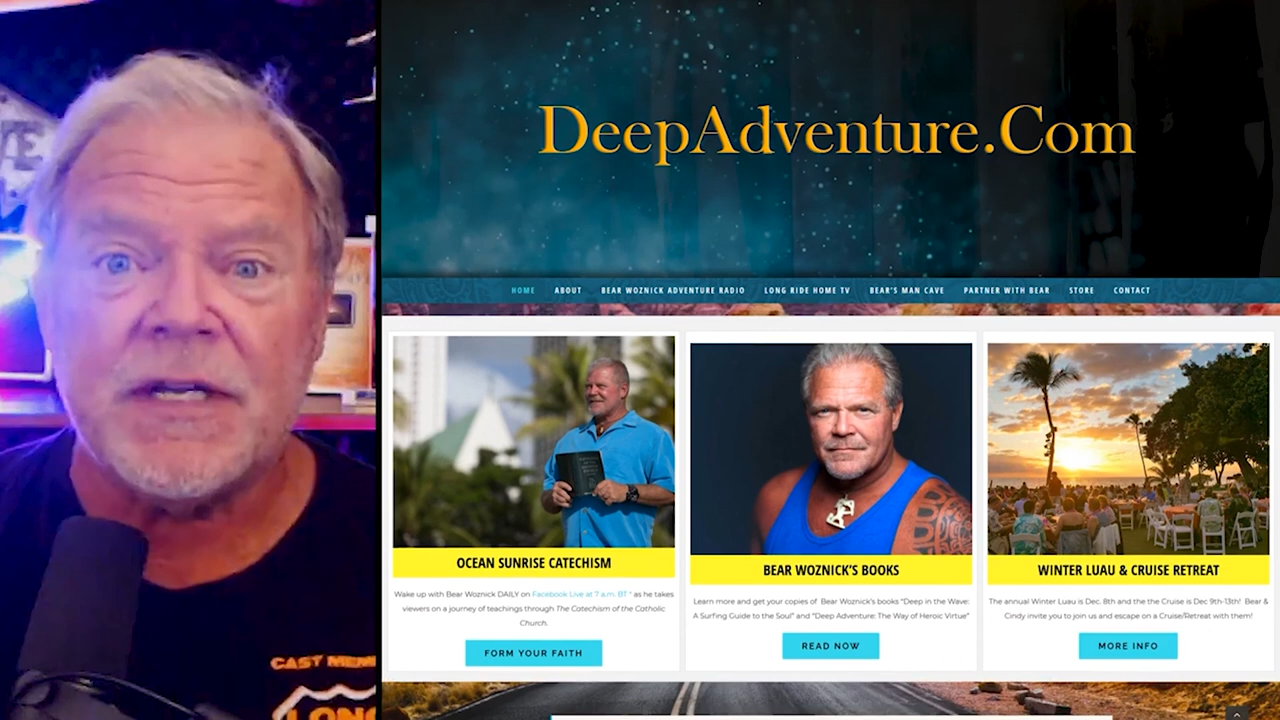 VE
CAST MEM
LONG
DeepAdventure.Com
HOME ABOUT BEAR WOZNICK ADVENTURE RADIO LONG RIDE HOME TV BEAR'S MAN CAVE PARTNER WITH BEAR STORE CONTACT
OCEAN SUNRISE CATECHISM
Wake up with Bear Woznick DAILY on Facebook Live at 7 a.m. BT * as he takes
viewers on a journey of teachings through The Catechism of the Catholic
Church.
FORM YOUR FAITH
BEAR WOZNICK'S BOOKS
Learn more and get your copies of Bear Woznick's books "Deep in the Wave:
A Surfing Guide to the Soul" and "Deep Adventure: The Way of Heroic Virtue"
READ NOW
WINTER LUAU & CRUISE RETREAT
The annual Winter Luau is Dec. 8th and the the Cruise is Dec 9th-13th! Bear &
Cindy invite you to join us and escape on a Cruise/Retreat with them!
MORE INFO